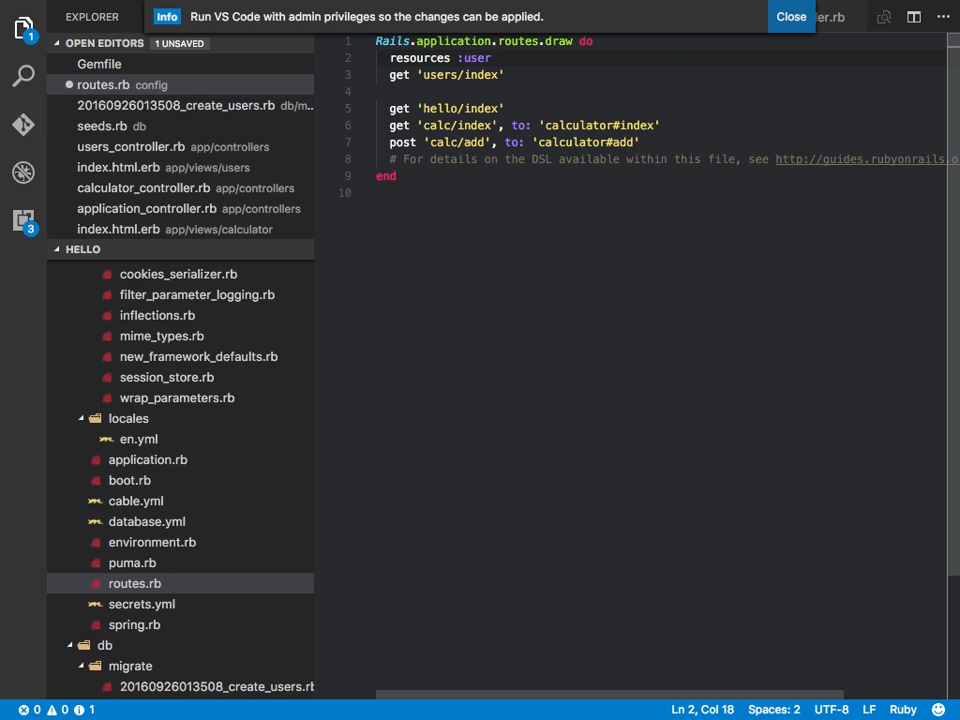 EXPLORER
Info Run VS Code with admin privileges so the changes can be applied. Close
ler.rb
1
OPEN EDITORS 1 UNSAVED
Gemfile
routes.rb config
20160926013508_create_users.rb db/m...
seeds.rb db
users_controller.rb app/controllers
index.html.erb app/views/users
calculator_controller.rb app/controllers
application_controller.rb app/controllers
index.html.erb app/views/calculator
3
HELLO
cookies_serializer.rb
filter_parameter_logging.rb
inflections.rb
mime_types.rb
new_framework_defaults.rb
session_store.rb
wrap_parameters.rb
locales
en.yml
application.rb
boot.rb
cable.yml
database.yml
environment.rb
puma.rb
routes.rb
secrets.yml
spring.rb
db
migrate
20160926013508_create_users.rb
1 Rails.application.routes.draw do
2 resources :user
3 get 'users/index'
4
5 get 'hello/index'
6 get 'calc/index', to: 'calculator#index'
7 post 'calc/add', to: 'calculator#add'
8 # For details on the DSL available within this file, see http://guides.rubyonrails.o
9 end
10
0 0 1 Ln 2, Col 18 Spaces: 2 UTF-8 LF Ruby